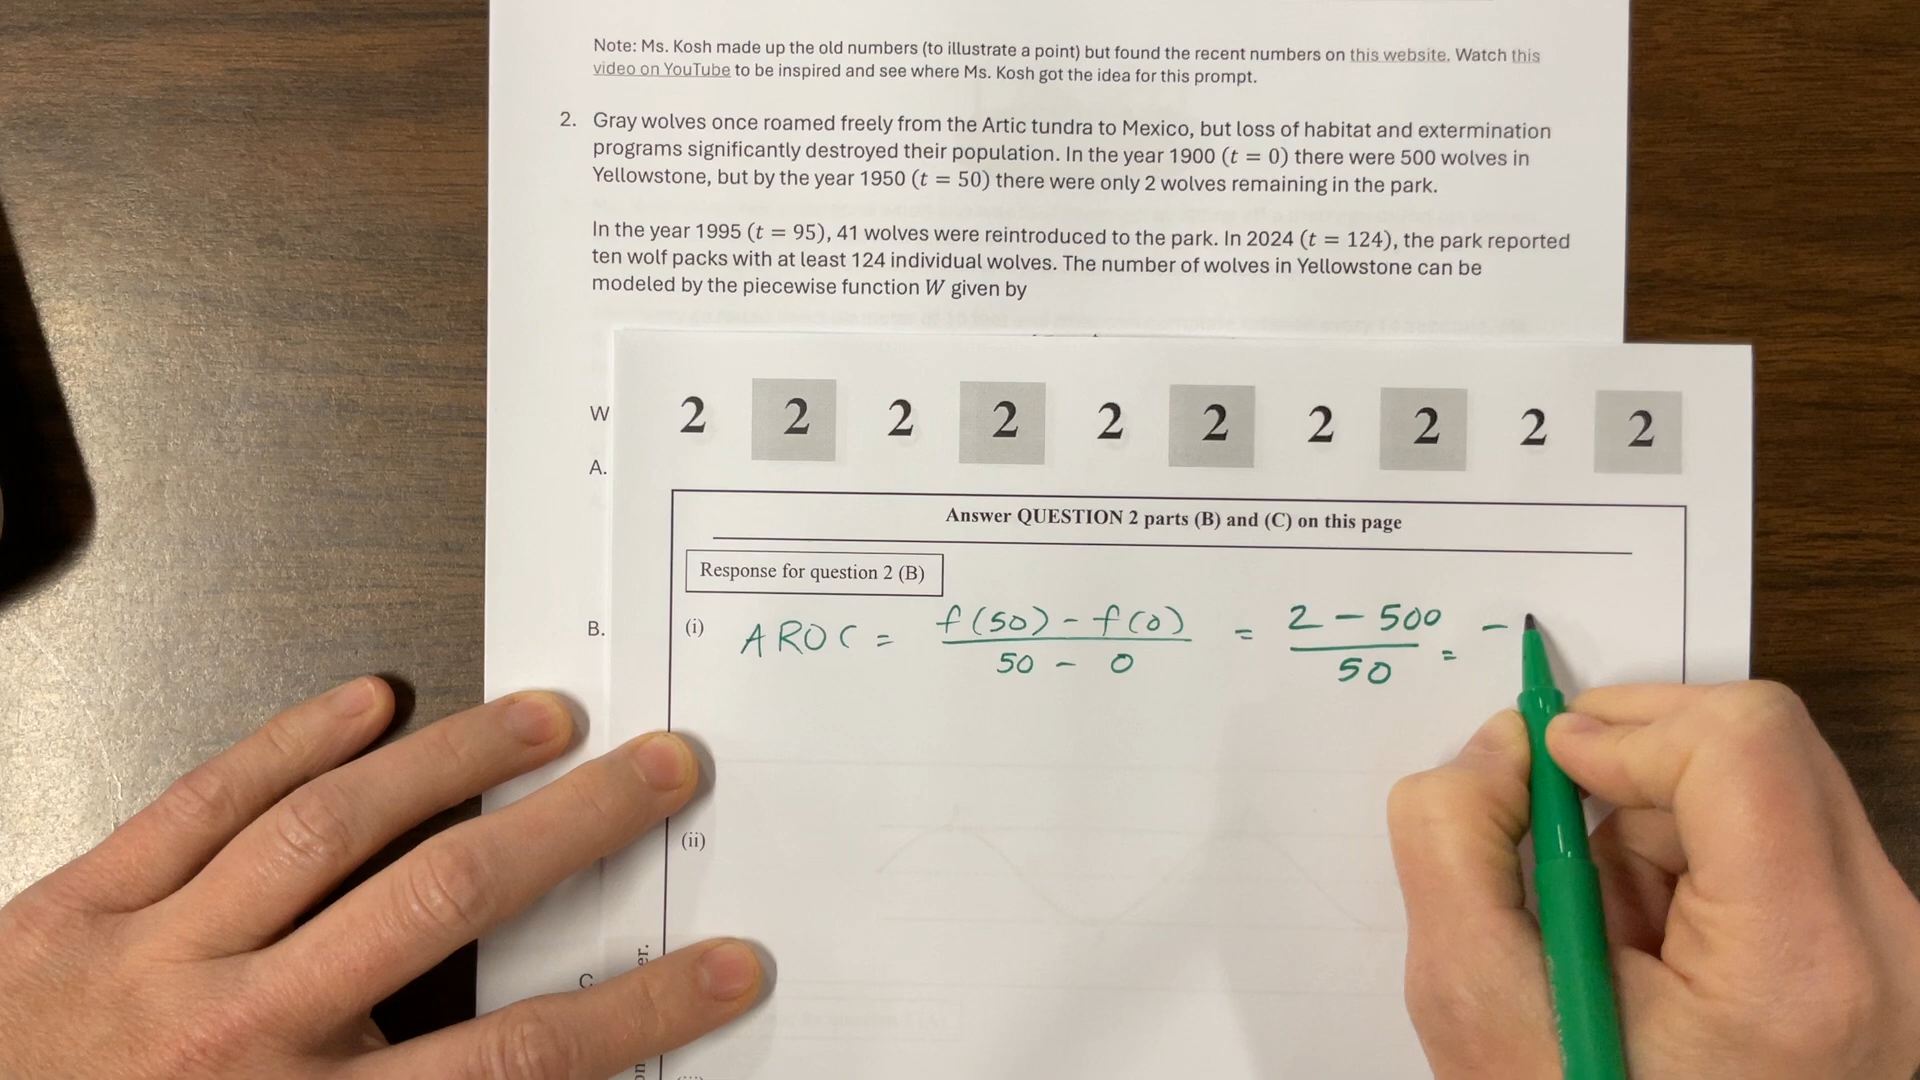 Note: Ms. Kosh made up the old numbers (to illustrate a point) but found the recent numbers on this website. Watch this
video on YouTube to be inspired and see where Ms. Kosh got the idea for this prompt.
2. Gray wolves once roamed freely from the Artic tundra to Mexico, but loss of habitat and extermination
programs significantly destroyed their population. In the year 1900 (t = 0) there were 500 wolves in
Yellowstone, but by the year 1950 (t = 50) there were only 2 wolves remaining in the park.
In the year 1995 (t = 95), 41 wolves were reintroduced to the park. In 2024 (t = 124), the park reported
ten wolf packs with at least 124 individual wolves. The number of wolves in Yellowstone can be
modeled by the piecewise function W given by
W
2 2 2 2 2 2 2 2 2 2
A.
Answer QUESTION 2 parts (B) and (C) on this page
Response for question 2 (B)
B.
(i) AROC = f(50) - f(0) / 50 - 0 = 2 - 500 / 50 = -
(ii)
C
er.